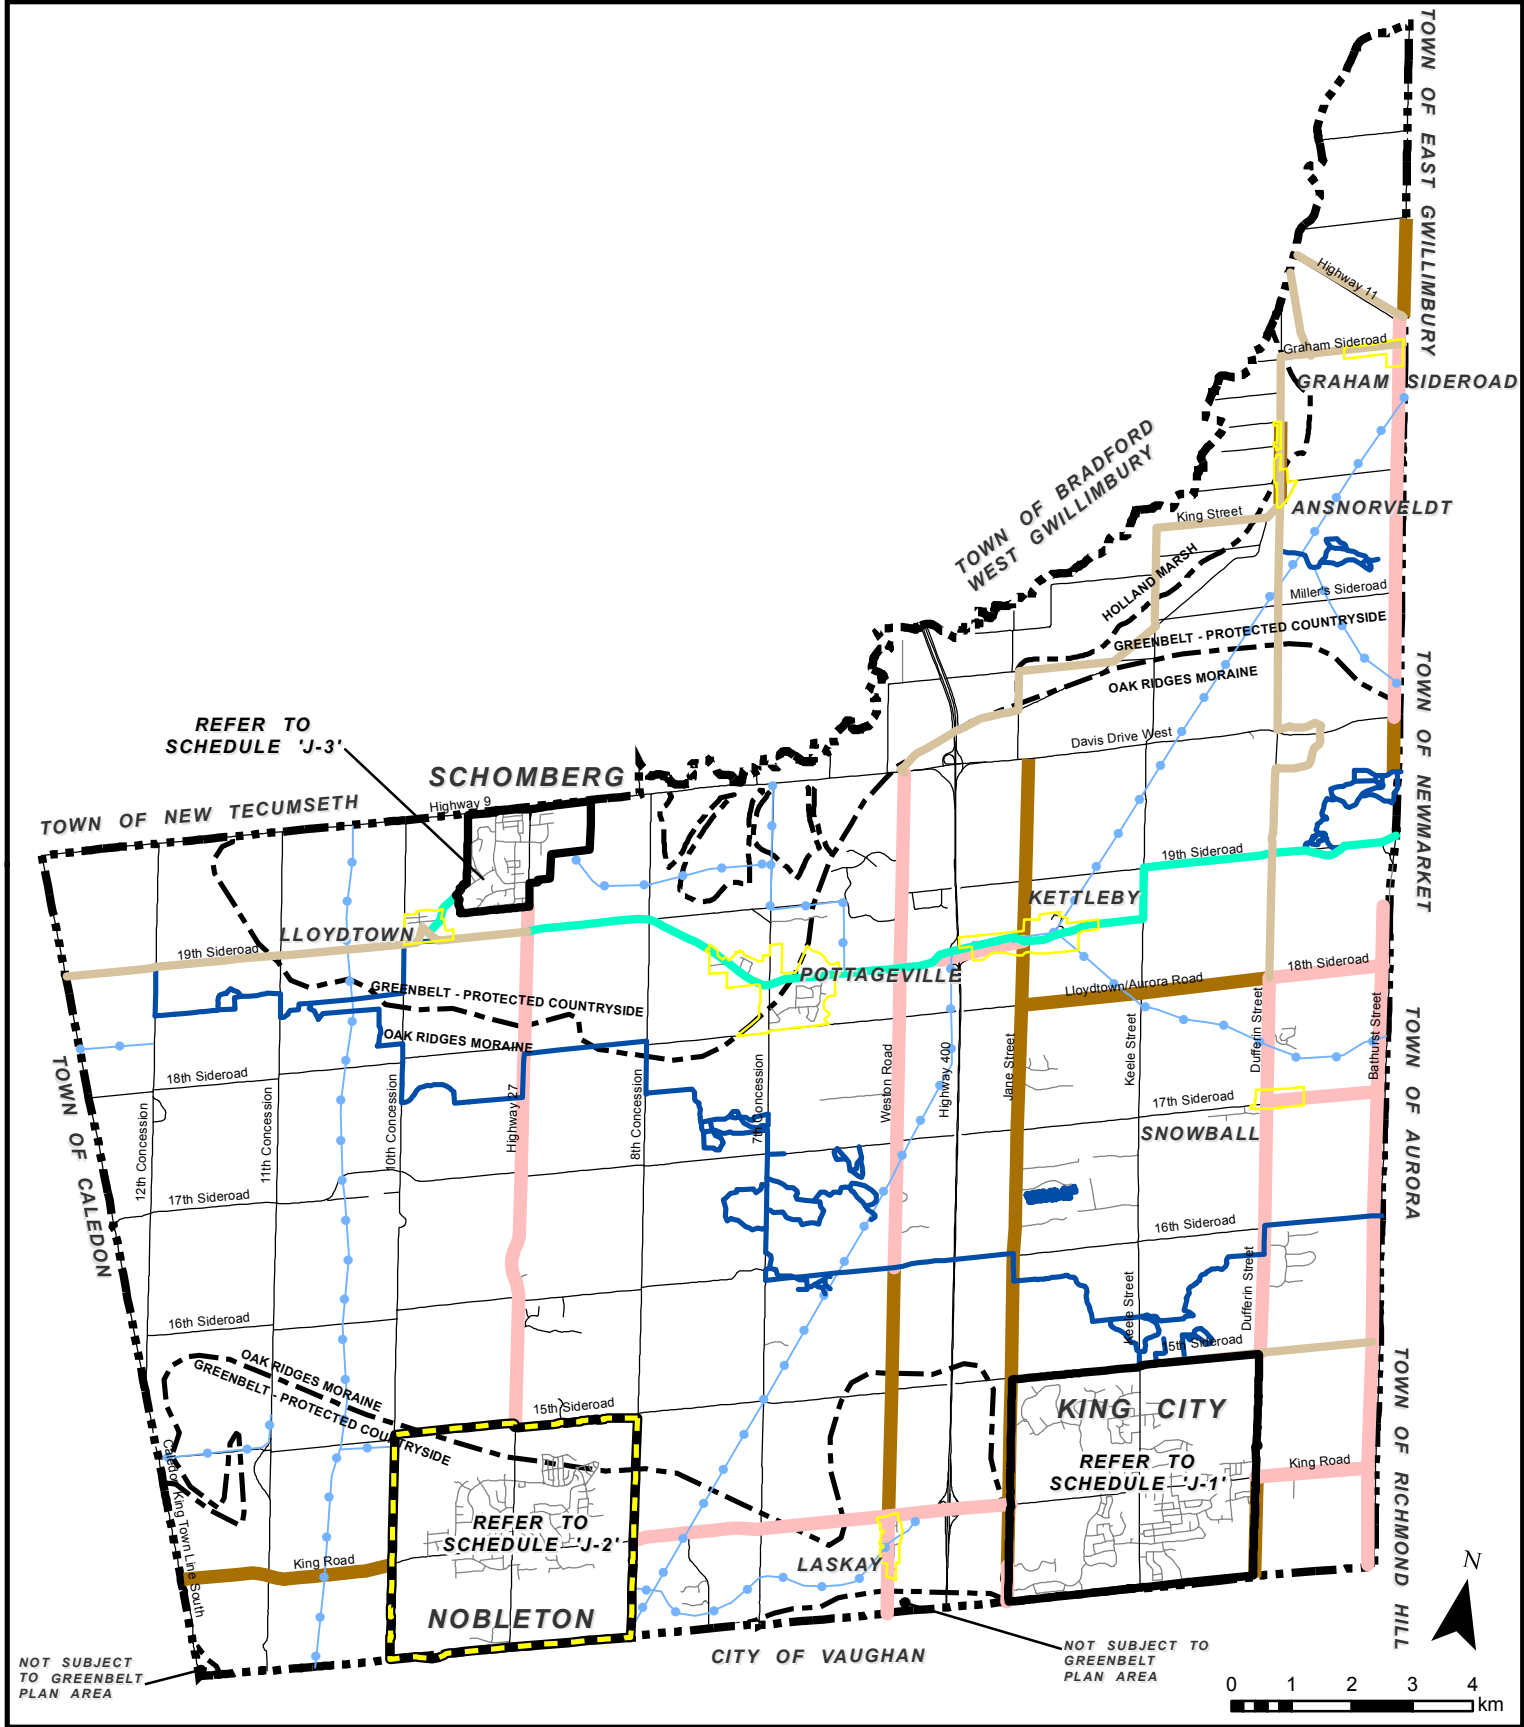 TOWN OF EAST GWILLIMBURY
Highway 11
Graham Sideroad
GRAHAM SIDEROAD
TOWN OF BRADFORD
WEST GWILLIMBURY
King Street
ANSNORVELDT
HOLLAND MARSH
Miller's Sideroad
GREENBELT - PROTECTED COUNTRYSIDE
OAK RIDGES MORAINE
TOWN OF NEWMARKET
Davis Drive West
REFER TO
SCHEDULE 'J-3'
SCHOMBERG
Highway 9
TOWN OF NEW TECUMSETH
19th Sideroad
KETTLEBY
LLOYDTOWN
19th Sideroad
POTTAGEVILLE
18th Sideroad
Lloydtown/Aurora Road
GREENBELT - PROTECTED COUNTRYSIDE
OAK RIDGES MORAINE
TOWN OF CALEDON
18th Sideroad
12th Concession
11th Concession
10th Concession
Highway 27
8th Concession
7th Concession
Weston Road
Highway 400
Jane Street
Keele Street
Dufferin Street
Bathurst Street
TOWN OF AURORA
17th Sideroad
SNOWBALL
17th Sideroad
16th Sideroad
16th Sideroad
Keele Street
Dufferin Street
15th Sideroad
OAK RIDGES MORAINE
GREENBELT - PROTECTED COUNTRYSIDE
15th Sideroad
KING CITY
REFER TO
SCHEDULE 'J-1'
King Road
TOWN OF RICHMOND HILL
Caledon King Town Line South
REFER TO
SCHEDULE 'J-2'
King Road
LASKAY
NOBLETON
CITY OF VAUGHAN
NOT SUBJECT
TO GREENBELT
PLAN AREA
NOT SUBJECT TO
GREENBELT
PLAN AREA
N
0 1 2 3 4
km